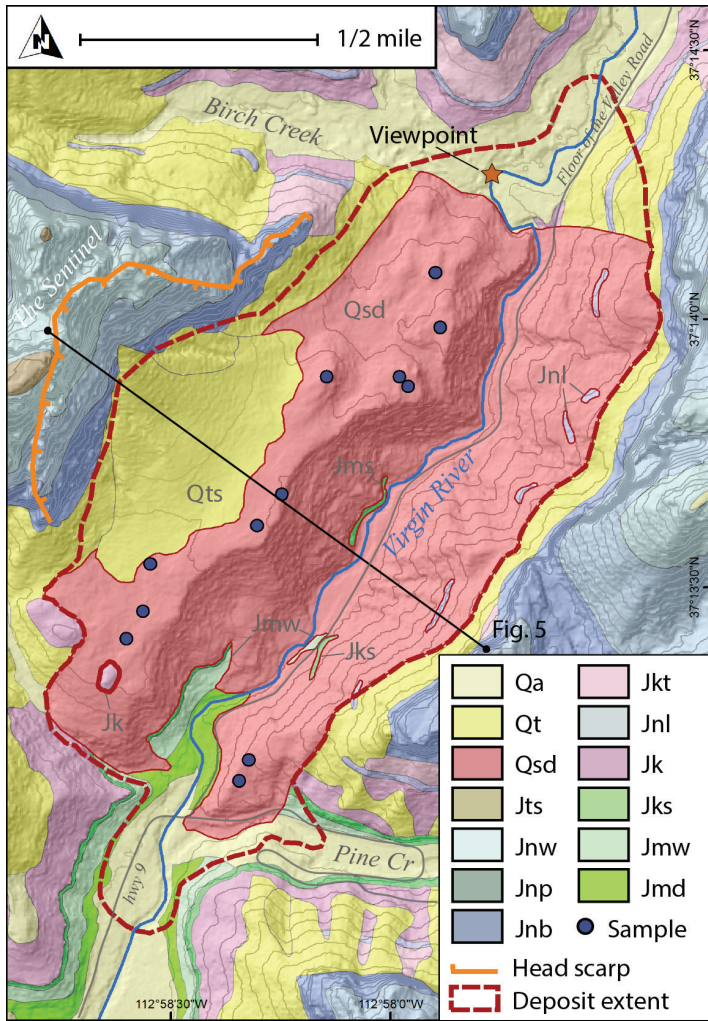 N
1/2 mile
37°14'30"N
Birch Creek
Floor of the Valley Road
Viewpoint
The Sentinel
Qsd
37°14'0"N
Jnl
Jms
Qts
Virgin River
37°13'30"N
Jmw
Fig. 5
Jks
Jk
Qa
Jkt
Qt
Jnl
Qsd
Jk
Jts
Jks
Jnw
Jmw
Jnp
Jmd
Jnb
Sample
hwy 9
Pine Cr
Head scarp
Deposit extent
112°58'30"W
112°58'0"W